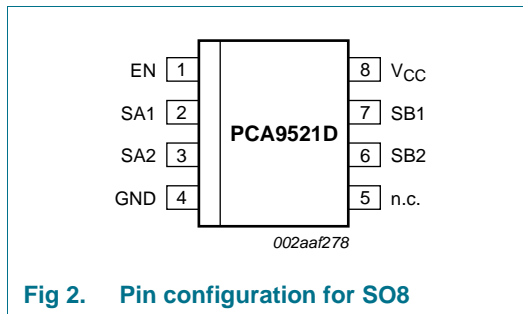 EN 1 8 VCC
SA1 2 7 SB1
PCA9521D
SA2 3 6 SB2
GND 4 5 n.c.
002aaf278
Fig 2. Pin configuration for SO8